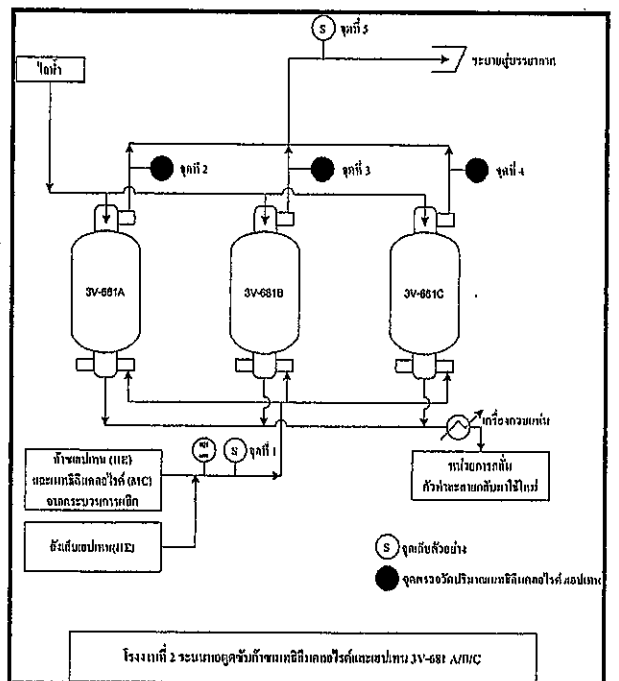 S จุดที่ 5
ไอน้ำ
ระบายสู่บรรยากาศ
จุดที่ 2
จุดที่ 3
จุดที่ 4
3V-681A
3V-681B
3V-681C
เครื่องควบแน่น
S จุดที่ 1
ก๊าซเฮปเทน (HE)
และเมทธิลีนคลอไรด์ (MC)
จากกระบวนการผลิต
หน่วยการกลั่น
ตัวทำละลายกลับมาใช้ใหม่
ถังเก็บเฮปเทน(HE)
S จุดเก็บตัวอย่าง
จุดตรวจวัดปริมาณเมทธิลีนคลอไรด์ เฮปเทน
โรงงานที่ 2 ระบบหอดูดซับก๊าซเมทธิลีนคลอไรด์และเฮปเทน 3V-681 A/B/C